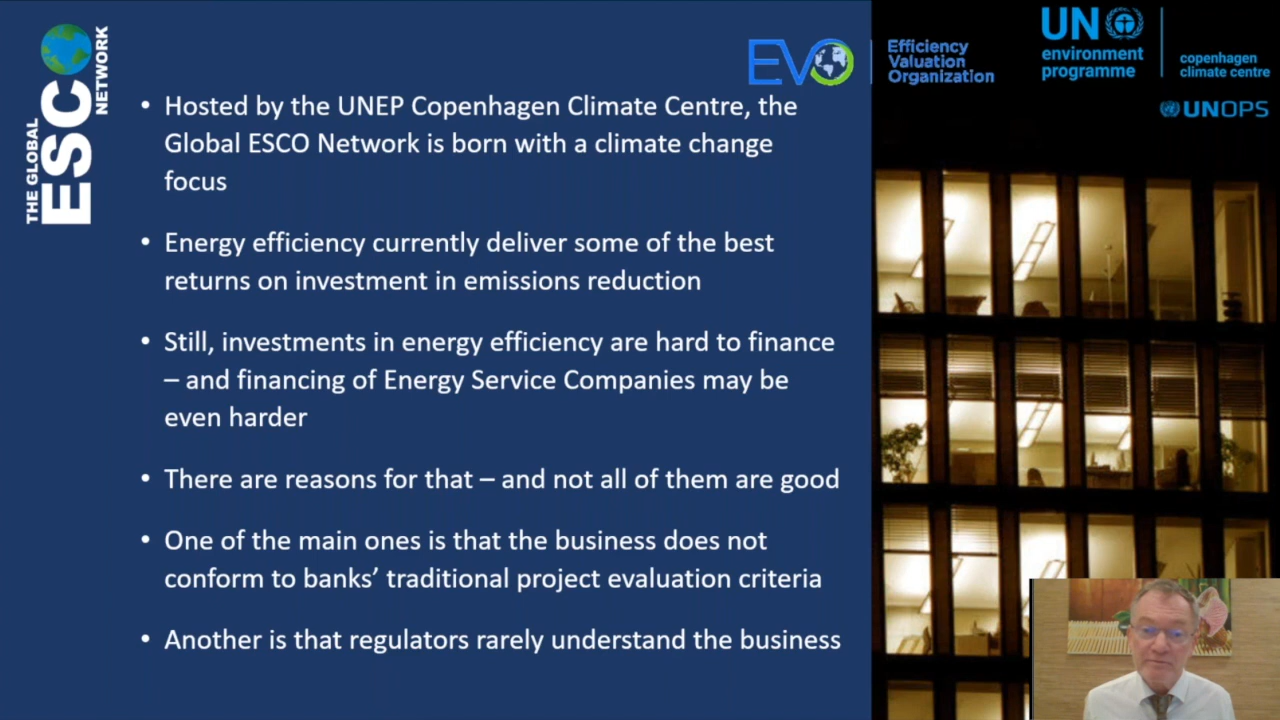 THE GLOBAL
ESCO
NETWORK
EVO
Efficiency
Valuation
Organization
UN
environment
programme
copenhagen
climate centre
UNOPS
• Hosted by the UNEP Copenhagen Climate Centre, the
Global ESCO Network is born with a climate change
focus
• Energy efficiency currently deliver some of the best
returns on investment in emissions reduction
• Still, investments in energy efficiency are hard to finance
– and financing of Energy Service Companies may be
even harder
• There are reasons for that – and not all of them are good
• One of the main ones is that the business does not
conform to banks’ traditional project evaluation criteria
• Another is that regulators rarely understand the business